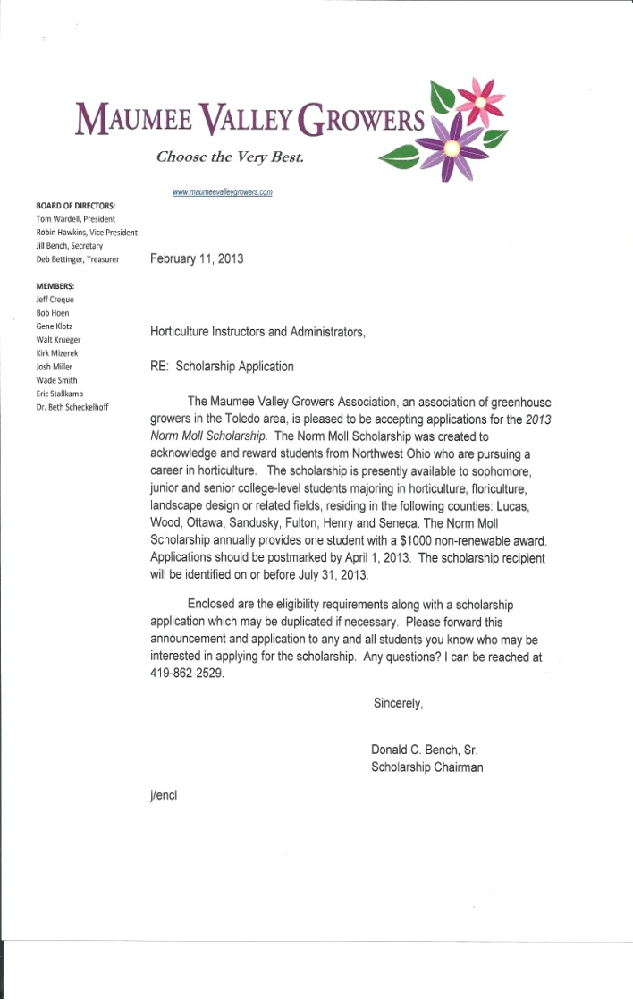 MAUMEE VALLEY GROWERS
Choose the Very Best.
www.maumeevalleygrowers.com
BOARD OF DIRECTORS:
Tom Wardell, President
Robin Hawkins, Vice President
Jill Bench, Secretary
Deb Bettinger, Treasurer
MEMBERS:
Jeff Creque
Bob Hoen
Gene Klotz
Walt Krueger
Kirk Mizerek
Josh Miller
Wade Smith
Eric Stallkamp
Dr. Beth Scheckelhoff
February 11, 2013
Horticulture Instructors and Administrators,
RE: Scholarship Application
The Maumee Valley Growers Association, an association of greenhouse
growers in the Toledo area, is pleased to be accepting applications for the 2013
Norm Moll Scholarship. The Norm Moll Scholarship was created to
acknowledge and reward students from Northwest Ohio who are pursuing a
career in horticulture. The scholarship is presently available to sophomore,
junior and senior college-level students majoring in horticulture, floriculture,
landscape design or related fields, residing in the following counties: Lucas,
Wood, Ottawa, Sandusky, Fulton, Henry and Seneca. The Norm Moll
Scholarship annually provides one student with a $1000 non-renewable award.
Applications should be postmarked by April 1, 2013. The scholarship recipient
will be identified on or before July 31, 2013.
Enclosed are the eligibility requirements along with a scholarship
application which may be duplicated if necessary. Please forward this
announcement and application to any and all students you know who may be
interested in applying for the scholarship. Any questions? I can be reached at
419-862-2529.
Sincerely,
Donald C. Bench, Sr.
Scholarship Chairman
j/encl